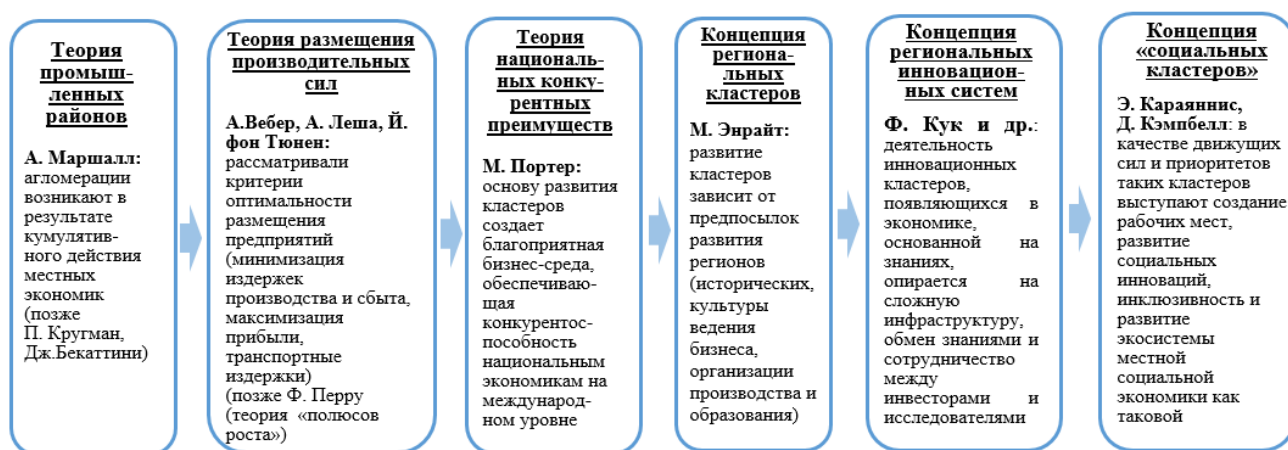 Теория
промыш-
ленных
районов
А. Маршалл:
агломерации
возникают в
результате
кумулятив-
ного действия
местных
экономик
(позже
П. Кругман,
Дж.Бекаттини)
Теория размещения
производительных
сил
А.Вебер, А. Леша, Й.
фон Тюнен:
рассматривали
критерии
оптимальности
размещения
предприятий
(минимизация
издержек
производства и сбыта,
максимизация
прибыли,
транспортные
издержки)
(позже Ф. Перру
(теория «полюсов
роста»)
Теория
националь-
ных конку-
рентных
преимуществ
М. Портер:
основу развития
кластеров
создает
благоприятная
бизнес-среда,
обеспечиваю-
щая
конкурентос-
пособность
национальным
экономикам на
международ-
ном уровне
Концепция
региона-
льных
кластеров
М. Энрайт:
развитие
кластеров
зависит от
предпосылок
развития
регионов
(исторических,
культуры
ведения
бизнеса,
организации
производства и
образования)
Концепция
региональных
инновацион-
ных систем
Ф. Кук и др.:
деятельность
инновационных
кластеров,
появляющихся в
экономике,
основанной на
знаниях,
опирается на
сложную
инфраструктуру,
обмен знаниями и
сотрудничество
между
инвесторами и
исследователями
Концепция
«социальных
кластеров»
Э. Караяннис,
Д. Кэмпбелл: в
качестве движущих
сил и приоритетов
таких кластеров
выступают создание
рабочих мест,
развитие
социальных
инноваций,
инклюзивность и
развитие
экосистемы
местной
социальной
экономики как
таковой